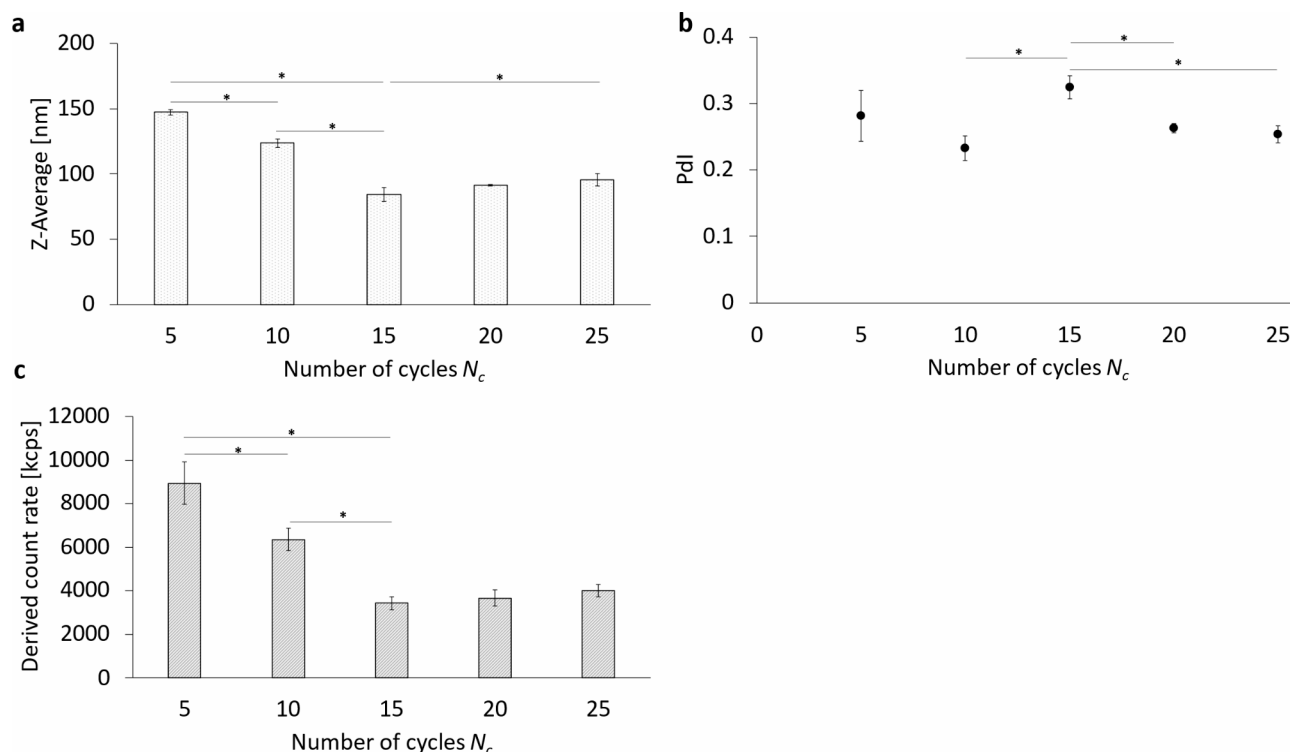 a
200
150
100
50
0
Z-Average [nm]
*
*
*
*
5 10 15 20 25
Number of cycles Nc
b
0.4
0.3
0.2
0.1
0
PdI
*
*
*
0 5 10 15 20 25
Number of cycles Nc
c
12000
10000
8000
6000
4000
2000
0
Derived count rate [kcps]
*
*
*
5 10 15 20 25
Number of cycles Nc